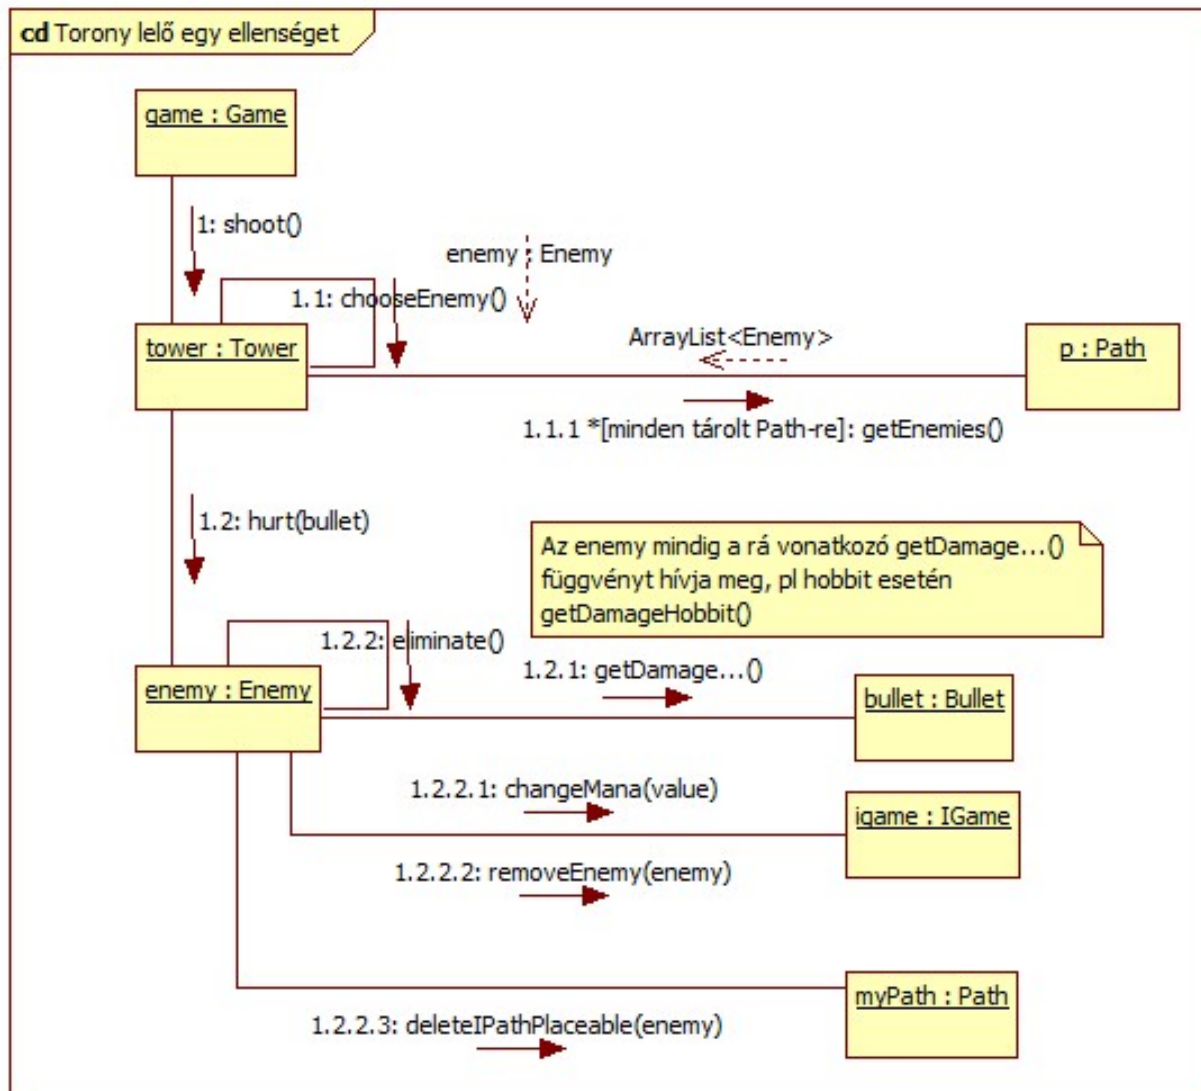 cd Torony lelő egy ellenséget
game : Game
1: shoot()
enemy : Enemy
1.1: chooseEnemy()
tower : Tower
ArrayList<Enemy>
p : Path
1.1.1 *[minden tárolt Path-re]: getEnemies()
1.2: hurt(bullet)
Az enemy mindig a rá vonatkozó getDamage...()
függvényt hívja meg, pl hobbit esetén
getDamageHobbit()
1.2.2: eliminate()
1.2.1: getDamage...()
enemy : Enemy
bullet : Bullet
1.2.2.1: changeMana(value)
igame : IGame
1.2.2.2: removeEnemy(enemy)
myPath : Path
1.2.2.3: deleteIPathPlaceable(enemy)